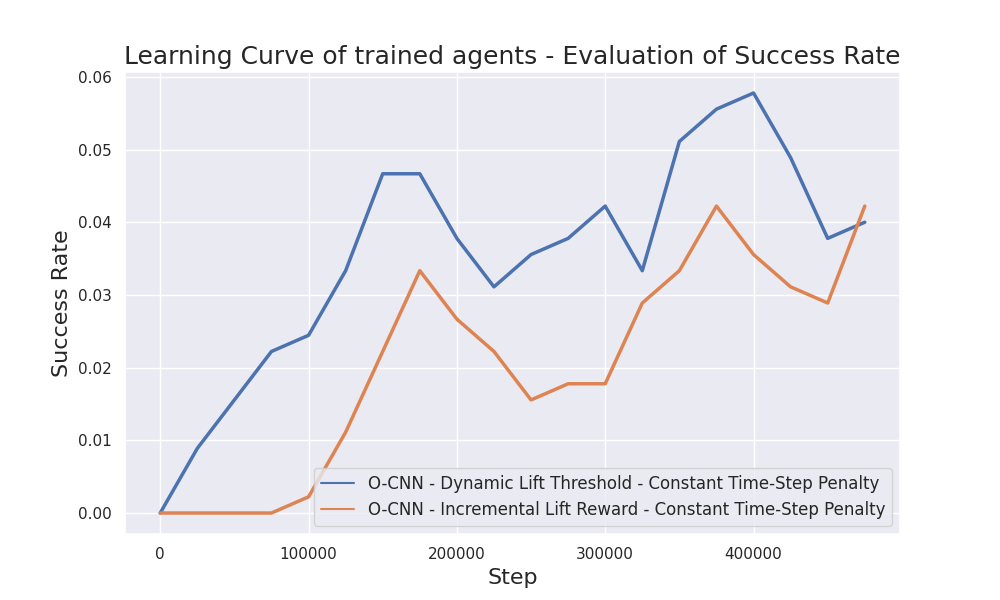 Learning Curve of trained agents - Evaluation of Success Rate
0.06
0.05
0.04
0.03
0.02
0.01
0.00
Success Rate
O-CNN - Dynamic Lift Threshold - Constant Time-Step Penalty
O-CNN - Incremental Lift Reward - Constant Time-Step Penalty
0 100000 200000 300000 400000
Step